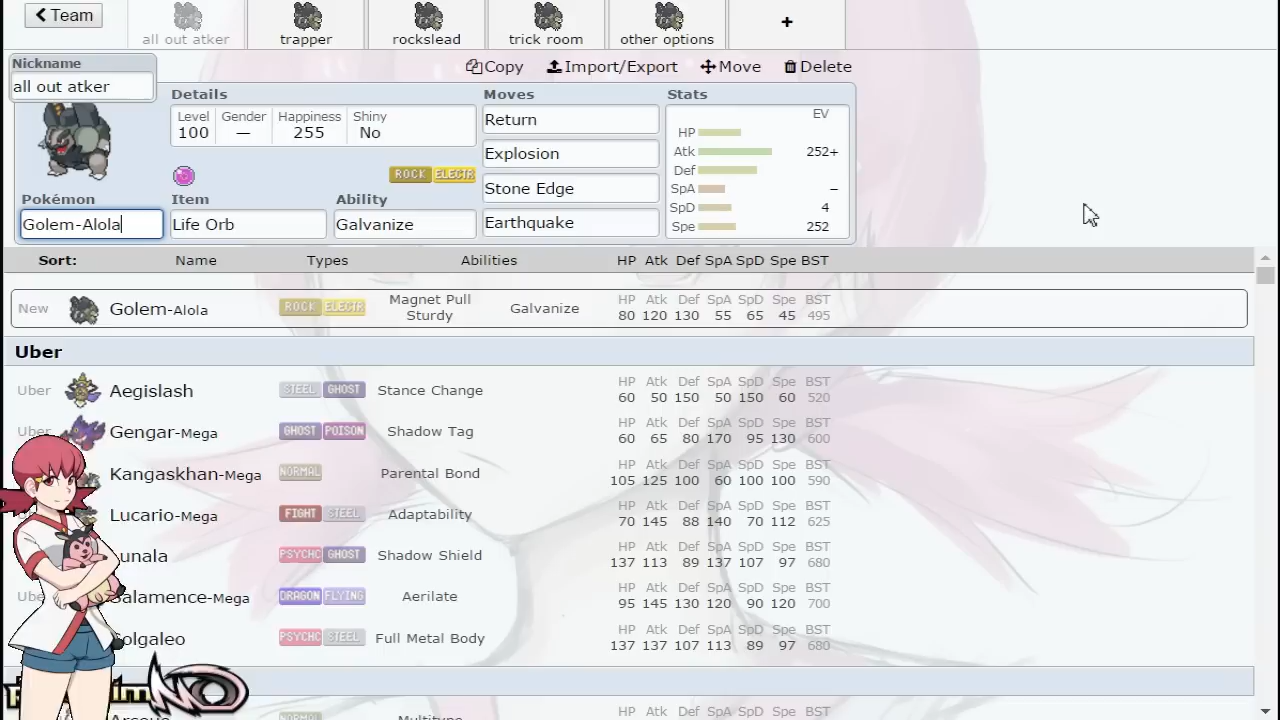 Team
all out atker
trapper
rockslead
trick room
other options
+
Nickname
all out atker
Copy
Import/Export
Move
Delete
Details
Level Gender Happiness Shiny
100 — 255 No
ROCK ELECTR
Pokémon
Golem-Alola
Item
Life Orb
Ability
Galvanize
Moves
Return
Explosion
Stone Edge
Earthquake
Stats
EV
HP
Atk 252+
Def
SpA –
SpD 4
Spe 252
Sort: Name Types Abilities HP Atk Def SpA SpD Spe BST
New Golem-Alola ROCK ELECTR Magnet Pull Sturdy Galvanize HP Atk Def SpA SpD Spe BST
80 120 130 55 65 45 495
Uber
Uber Aegislash STEEL GHOST Stance Change HP Atk Def SpA SpD Spe BST
60 50 150 50 150 60 520
Uber Gengar-Mega GHOST POISON Shadow Tag HP Atk Def SpA SpD Spe BST
60 65 80 170 95 130 600
Kangaskhan-Mega NORMAL Parental Bond HP Atk Def SpA SpD Spe BST
105 125 100 60 100 100 590
Lucario-Mega FIGHT STEEL Adaptability HP Atk Def SpA SpD Spe BST
70 145 88 140 70 112 625
unala PSYCHC GHOST Shadow Shield HP Atk Def SpA SpD Spe BST
137 113 89 137 107 97 680
Salamence-Mega DRAGON FLYING Aerilate HP Atk Def SpA SpD Spe BST
95 145 130 120 90 120 700
Solgaleo PSYCHC STEEL Full Metal Body HP Atk Def SpA SpD Spe BST
137 137 107 113 89 97 680
Arceus NORMAL Multitype HP Atk Def SpA SpD Spe BST